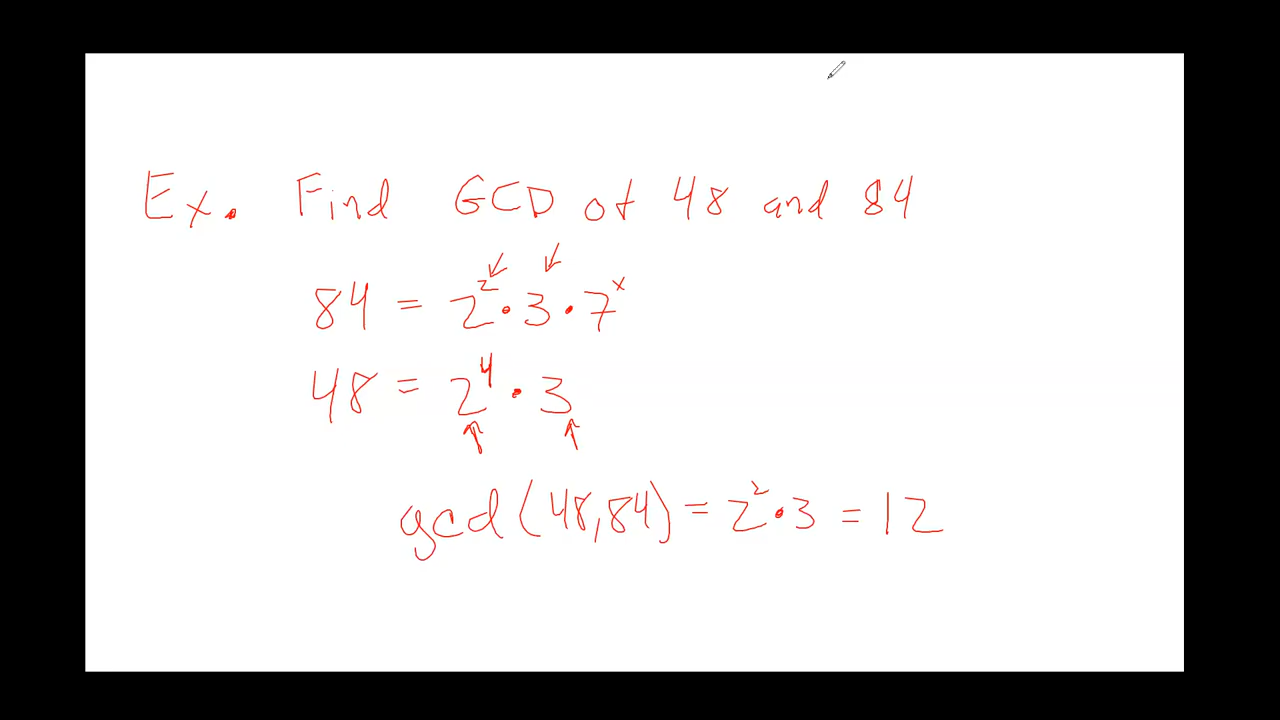 Ex. Find GCD of 48 and 84
84 = 2² · 3 · 7ˣ
48 = 2⁴ · 3
gcd(48,84) = 2² · 3 = 12